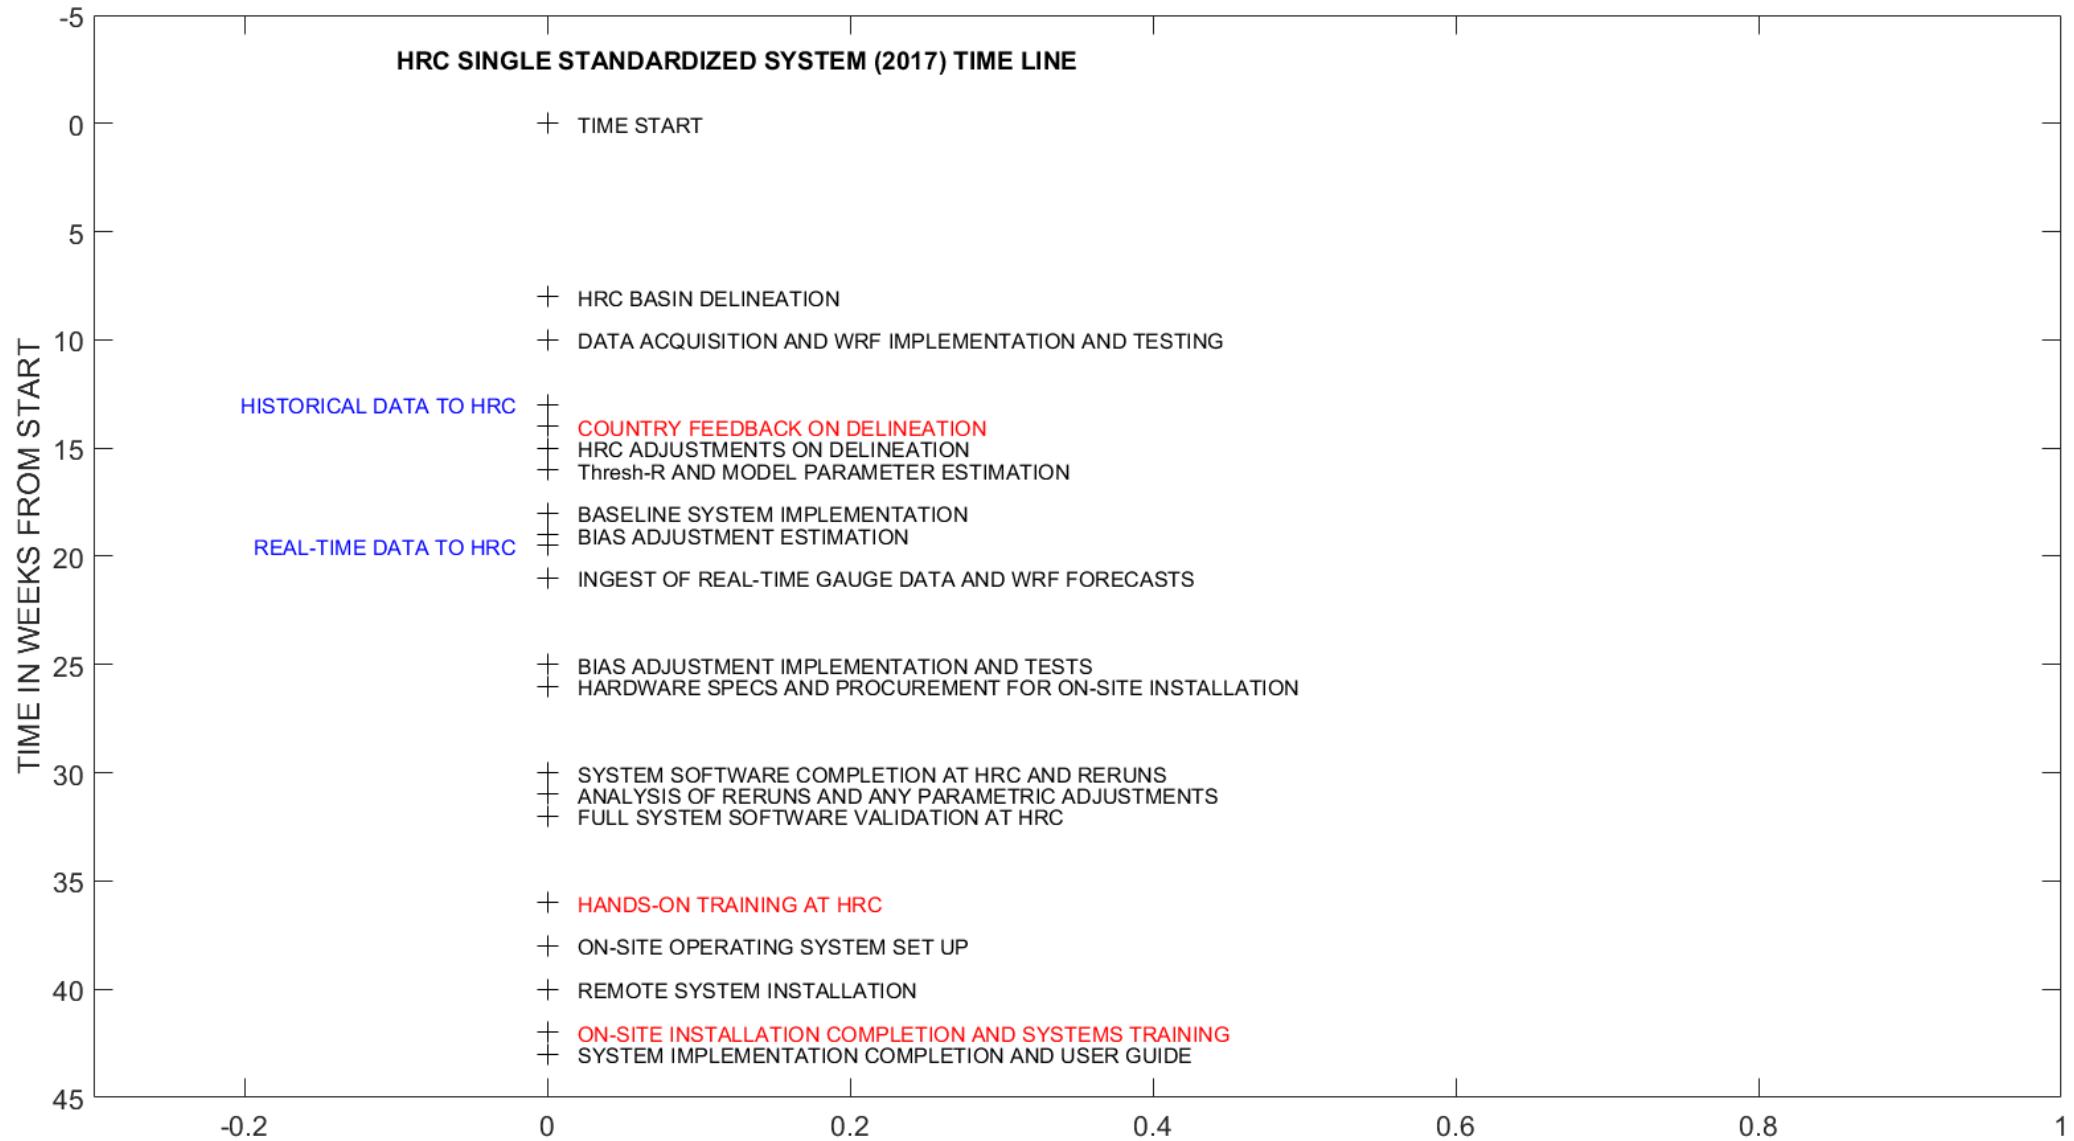 -5
HRC SINGLE STANDARDIZED SYSTEM (2017) TIME LINE
0
TIME START
5
HRC BASIN DELINEATION
10
DATA ACQUISITION AND WRF IMPLEMENTATION AND TESTING
HISTORICAL DATA TO HRC
COUNTRY FEEDBACK ON DELINEATION
15
HRC ADJUSTMENTS ON DELINEATION
Thresh-R AND MODEL PARAMETER ESTIMATION
BASELINE SYSTEM IMPLEMENTATION
BIAS ADJUSTMENT ESTIMATION
REAL-TIME DATA TO HRC
20
INGEST OF REAL-TIME GAUGE DATA AND WRF FORECASTS
25
BIAS ADJUSTMENT IMPLEMENTATION AND TESTS
HARDWARE SPECS AND PROCUREMENT FOR ON-SITE INSTALLATION
30
SYSTEM SOFTWARE COMPLETION AT HRC AND RERUNS
ANALYSIS OF RERUNS AND ANY PARAMETRIC ADJUSTMENTS
FULL SYSTEM SOFTWARE VALIDATION AT HRC
35
HANDS-ON TRAINING AT HRC
ON-SITE OPERATING SYSTEM SET UP
40
REMOTE SYSTEM INSTALLATION
ON-SITE INSTALLATION COMPLETION AND SYSTEMS TRAINING
SYSTEM IMPLEMENTATION COMPLETION AND USER GUIDE
45
TIME IN WEEKS FROM START
-0.2 0 0.2 0.4 0.6 0.8 1